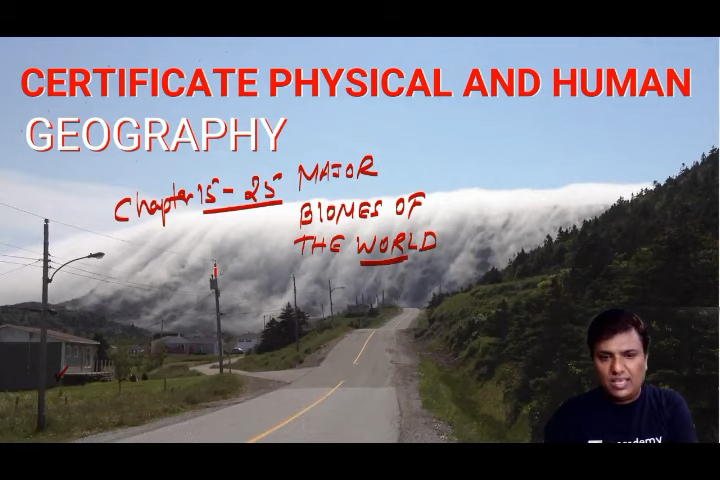 CERTIFICATE PHYSICAL AND HUMAN
GEOGRAPHY
Chapter 15 - 25 MAJOR
BIOMES OF
THE WORLD